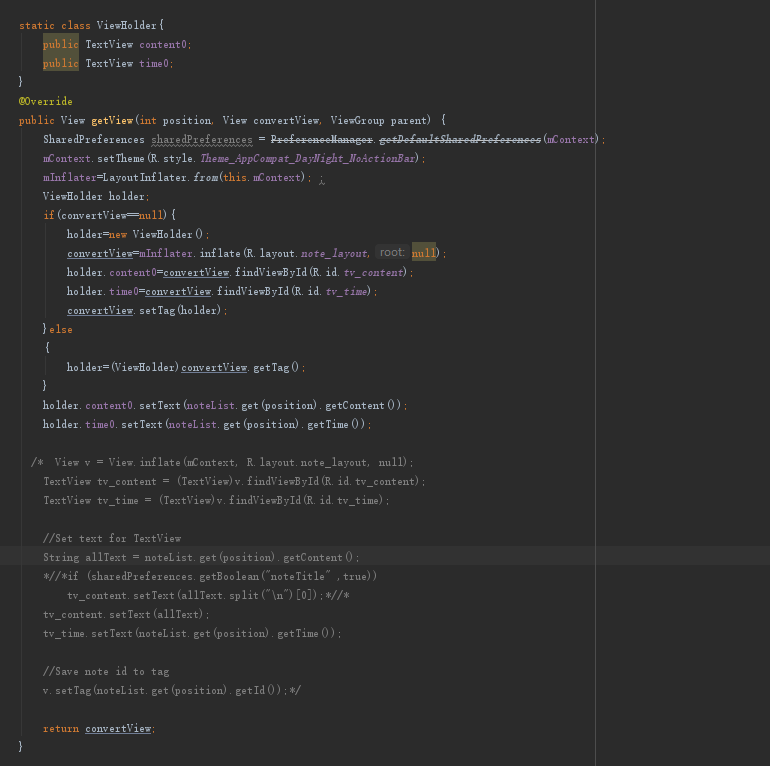 static class ViewHolder{
public TextView content0;
public TextView time0;
}
@Override
public View getView(int position, View convertView, ViewGroup parent) {
SharedPreferences sharedPreferences = PreferenceManager.getDefaultSharedPreferences(mContext);
mContext.setTheme(R.style.Theme_AppCompat_DayNight_NoActionBar);
mInflater=LayoutInflater.from(this.mContext); ;
ViewHolder holder;
if(convertView==null){
holder=new ViewHolder();
convertView=mInflater.inflate(R.layout.note_layout, root: null);
holder.content0=convertView.findViewById(R.id.tv_content);
holder.time0=convertView.findViewById(R.id.tv_time);
convertView.setTag(holder);
}else
{
holder=(ViewHolder)convertView.getTag();
}
holder.content0.setText(noteList.get(position).getContent());
holder.time0.setText(noteList.get(position).getTime());
/* View v = View.inflate(mContext, R.layout.note_layout, null);
TextView tv_content = (TextView)v.findViewById(R.id.tv_content);
TextView tv_time = (TextView)v.findViewById(R.id.tv_time);
//Set text for TextView
String allText = noteList.get(position).getContent();
*//*if (sharedPreferences.getBoolean("noteTitle" ,true))
tv_content.setText(allText.split("\n")[0]);*//*
tv_content.setText(allText);
tv_time.setText(noteList.get(position).getTime());
//Save note id to tag
v.setTag(noteList.get(position).getId());*/
return convertView;
}